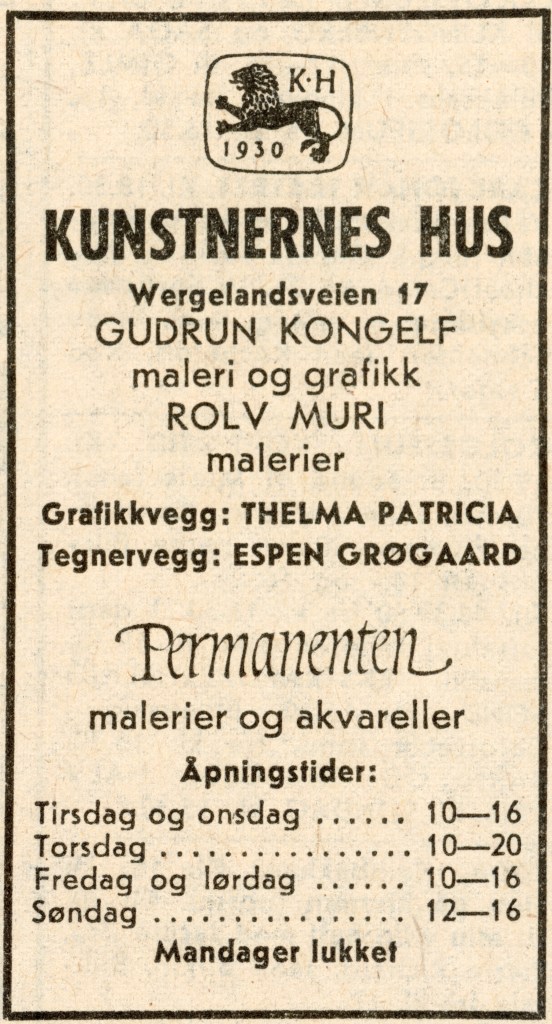 K·H
1930
KUNSTNERNES HUS
Wergelandsveien 17
GUDRUN KONGELF
maleri og grafikk
ROLV MURI
malerier
Grafikkvegg: THELMA PATRICIA
Tegnervegg: ESPEN GRØGAARD
Permanenten
malerier og akvareller
Åpningstider:
Tirsdag og onsdag ...... 10—16
Torsdag ................ 10—20
Fredag og lørdag ...... 10—16
Søndag ................ 12—16
Mandager lukket